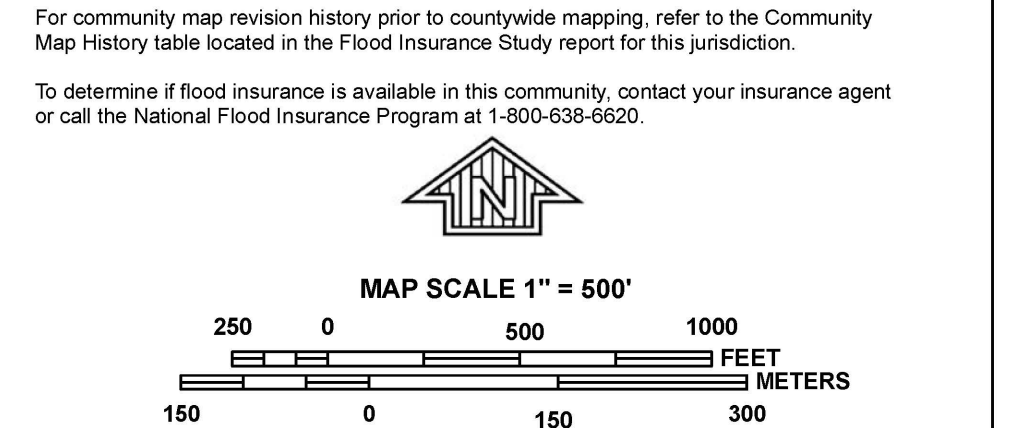 For community map revision history prior to countywide mapping, refer to the Community
Map History table located in the Flood Insurance Study report for this jurisdiction.
To determine if flood insurance is available in this community, contact your insurance agent
or call the National Flood Insurance Program at 1-800-638-6620.
N
MAP SCALE 1" = 500'
250 0 500 1000
FEET
METERS
150 0 150 300